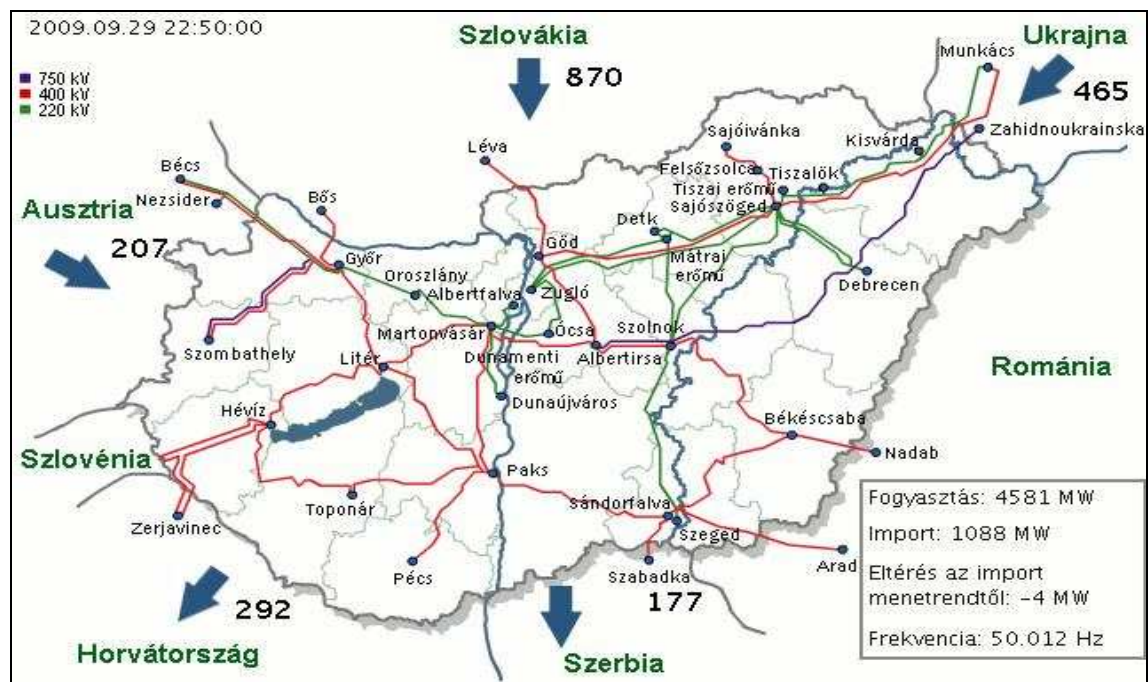 2009.09.29 22:50:00
Szlovákia
870
Ukrajna
465
Munkács
Zahidnoukrainska
750 kV
400 kV
220 kV
Kisvárda
Sajóivánka
Felsőzsolca
Tiszalök
Tiszai erőmű
Sajószöged
Léva
Bécs
Nezsider
Bős
Ausztria
207
Győr
Oroszlány
Albertfalva
Göd
Detk
Mátrai
erőmű
Zugló
Debrecen
Martonvásár
Ócsa
Szolnok
Albertirsa
Szombathely
Litér
Dunamenti
erőmű
Dunaújváros
Románia
Hévíz
Békéscsaba
Nadab
Szlovénia
Zerjavinec
Toponár
Paks
Sándorfalva
Szeged
Pécs
Szabadka
Arad
Fogyasztás: 4581 MW
Import: 1088 MW
Eltérés az import
menetrendtől: -4 MW
Frekvencia: 50.012 Hz
292
Horvátország
177
Szerbia